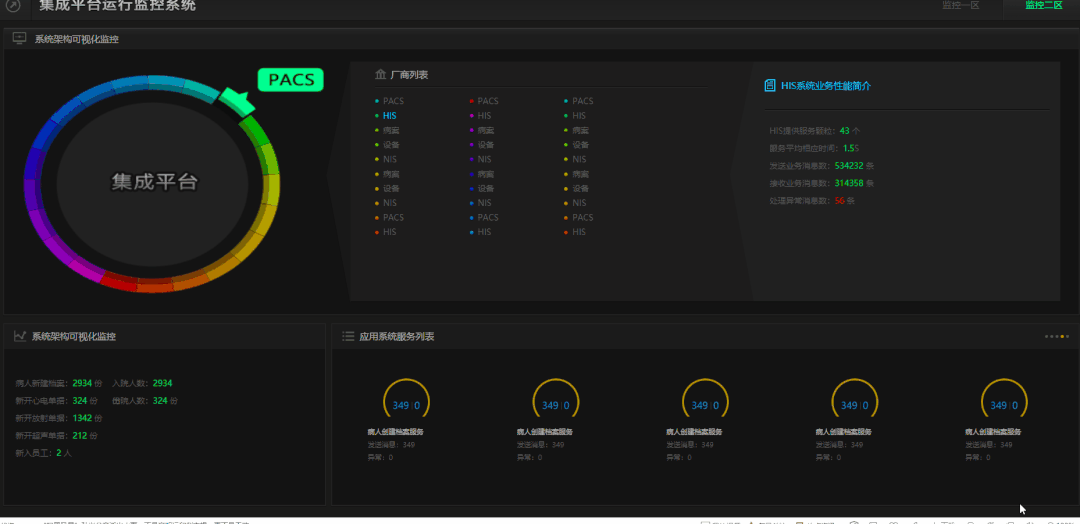 集成平台运行监控系统
监控一区
监控二区
系统架构可视化监控
PACS
集成平台
厂商列表
PACS PACS PACS
HIS HIS HIS
病案 病案 病案
设备 设备 设备
NIS NIS NIS
病案 病案 病案
设备 设备 设备
NIS NIS NIS
PACS PACS PACS
HIS HIS HIS
HIS系统业务性能简介
HIS提供服务颗粒: 43 个
服务平均相应时间: 1.5S
发送业务消息数: 534232 条
接收业务消息数: 314358 条
处理异常消息数: 56 条
系统架构可视化监控
病人新建档案: 2934 份 入院人数: 2934
新开心电单据: 324 份 出院人数: 324 份
新开放射单据: 1342 份
新开超声单据: 212 份
新入员工: 2 人
应用系统服务列表
349|0 349|0 349|0 349|0 349|0
病人创建档案服务 病人创建档案服务 病人创建档案服务 病人创建档案服务 病人创建档案服务
发送消息: 349 发送消息: 349 发送消息: 349 发送消息: 349 发送消息: 349
异常: 0 异常: 0 异常: 0 异常: 0 异常: 0